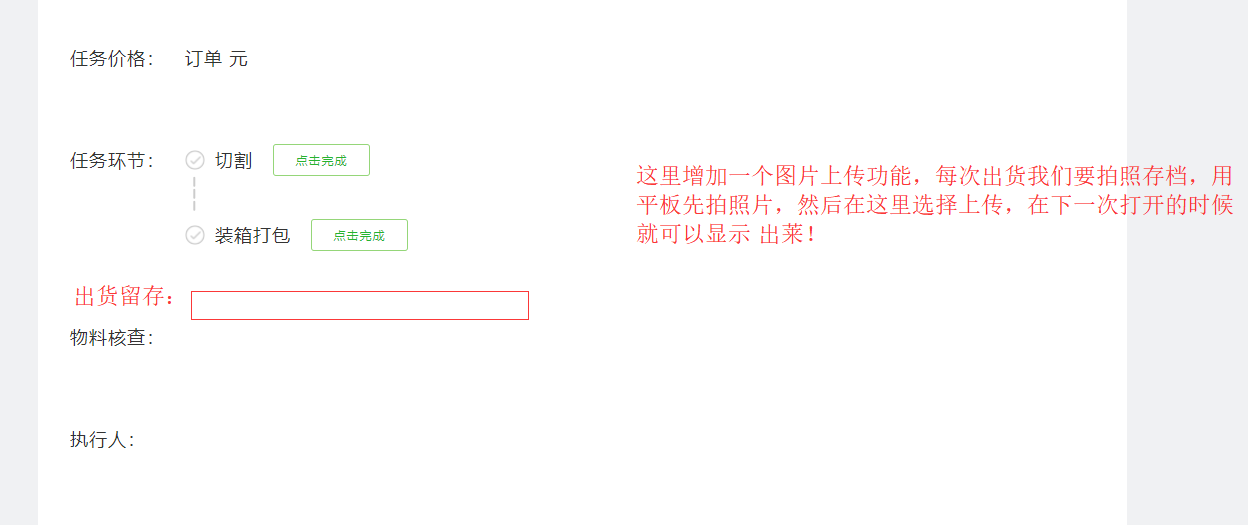 任务价格： 订单 元
任务环节： 切割 点击完成
这里增加一个图片上传功能，每次出货我们要拍照存档，用
平板先拍照片，然后在这里选择上传，在下一次打开的时候
就可以显示 出莱！
装箱打包 点击完成
出货留存：
物料核查：
执行人：